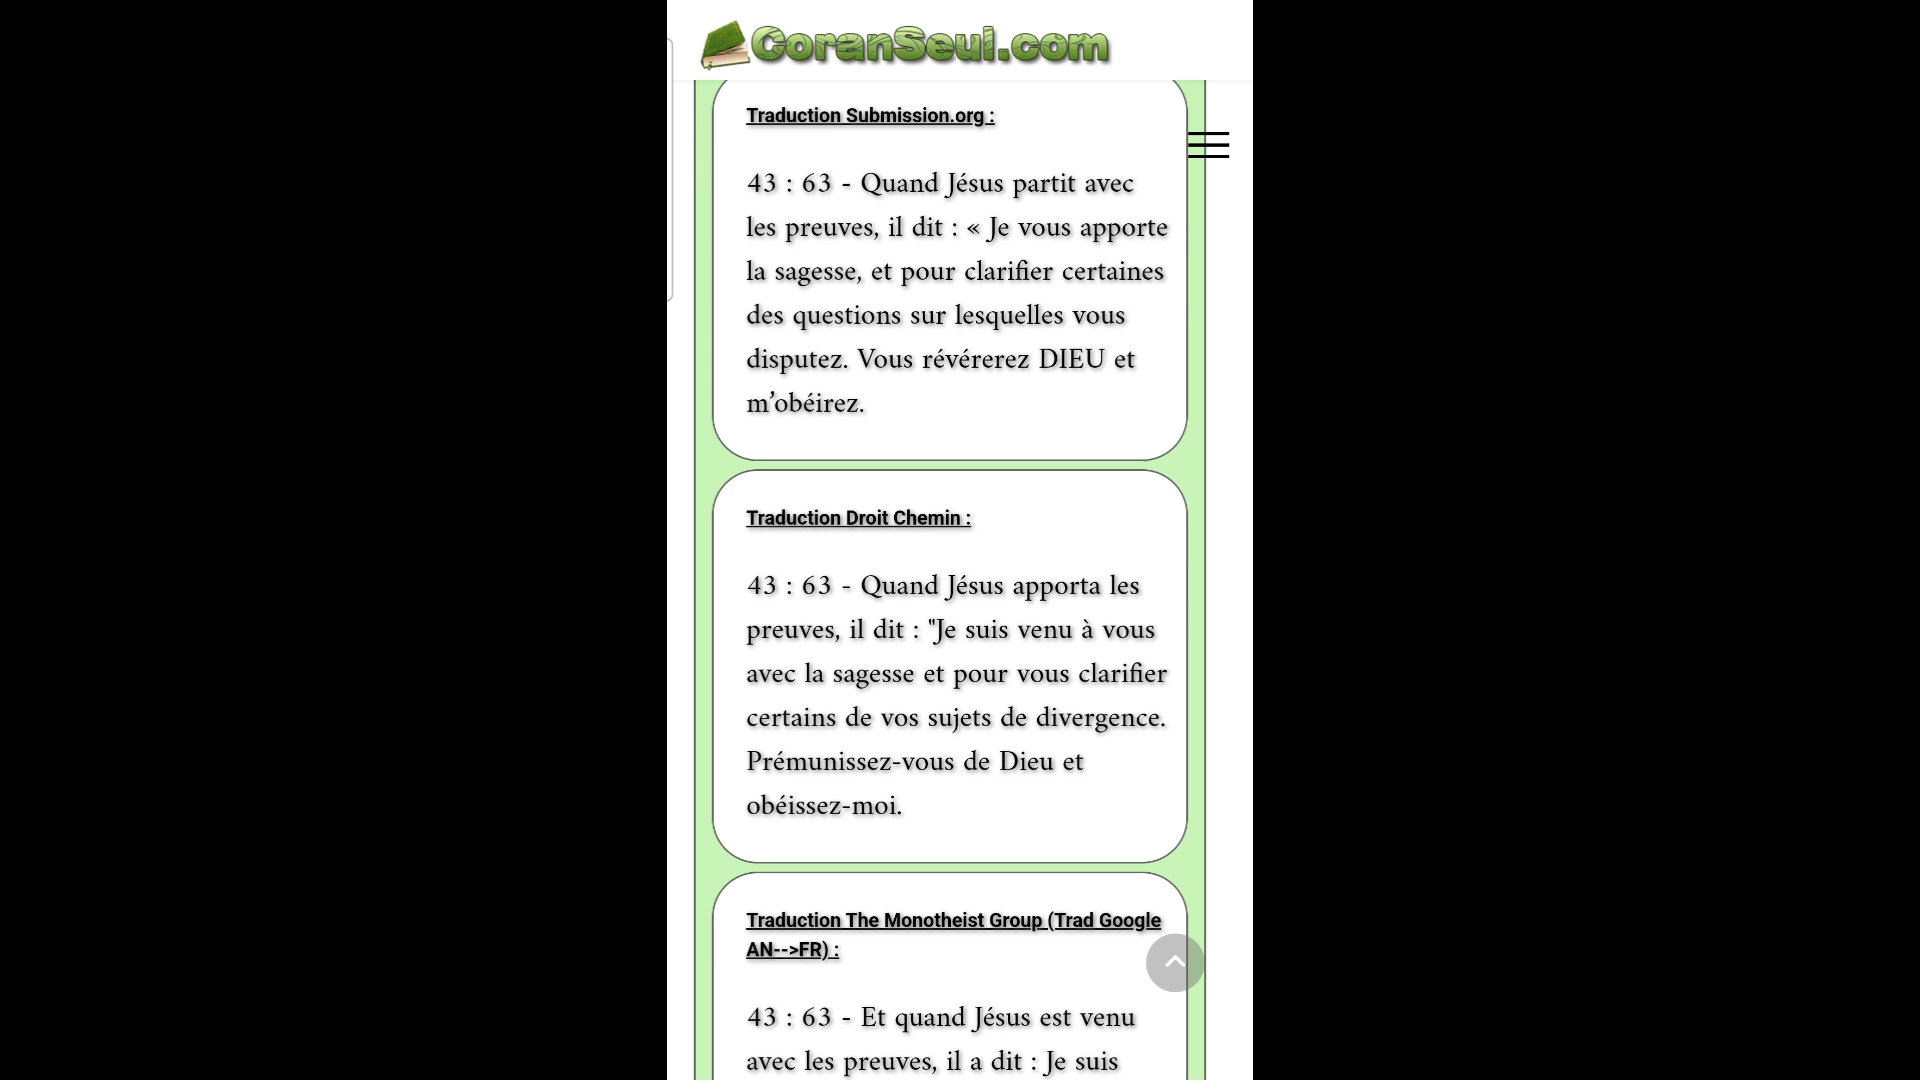 CoranSeul.com
Traduction Submission.org :
43 : 63 - Quand Jésus partit avec
les preuves, il dit : « Je vous apporte
la sagesse, et pour clarifier certaines
des questions sur lesquelles vous
disputez. Vous révérerez DIEU et
m’obéirez.
Traduction Droit Chemin :
43 : 63 - Quand Jésus apporta les
preuves, il dit : "Je suis venu à vous
avec la sagesse et pour vous clarifier
certains de vos sujets de divergence.
Prémunissez-vous de Dieu et
obéissez-moi.
Traduction The Monotheist Group (Trad Google
AN-->FR) :
43 : 63 - Et quand Jésus est venu
avec les preuves, il a dit : Je suis